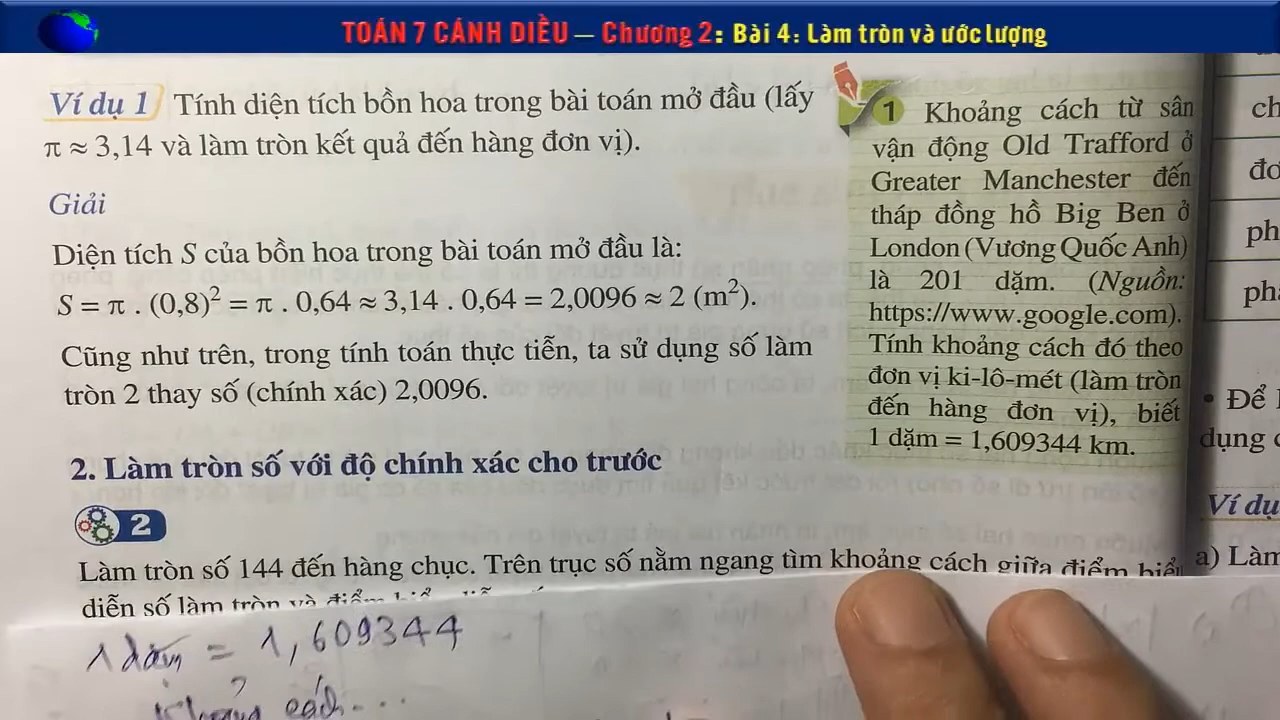 TOÁN 7 CÁNH DIỀU – Chương 2: Bài 4: Làm tròn và ước lượng
Ví dụ 1 Tính diện tích bồn hoa trong bài toán mở đầu (lấy
π ≈ 3,14 và làm tròn kết quả đến hàng đơn vị).
Giải
Diện tích S của bồn hoa trong bài toán mở đầu là:
S = π . (0,8)² = π . 0,64 ≈ 3,14 . 0,64 = 2,0096 ≈ 2 (m²).
Cũng như trên, trong tính toán thực tiễn, ta sử dụng số làm
tròn 2 thay số (chính xác) 2,0096.
2. Làm tròn số với độ chính xác cho trước
2
Làm tròn số 144 đến hàng chục. Trên trục số nằm ngang tìm khoảng cách giữa điểm biểu
diễn số làm tròn và điểm
1 dặm = 1,609344
Khoảng cách...
1 Khoảng cách từ sân
vận động Old Trafford ở
Greater Manchester đến
tháp đồng hồ Big Ben ở
London (Vương Quốc Anh)
là 201 dặm. (Nguồn:
https://www.google.com).
Tính khoảng cách đó theo
đơn vị ki-lô-mét (làm tròn
đến hàng đơn vị), biết
1 dặm = 1,609344 km.
ch
đơ
ph
ph
• Để
dụng
Ví dụ
a) Làm